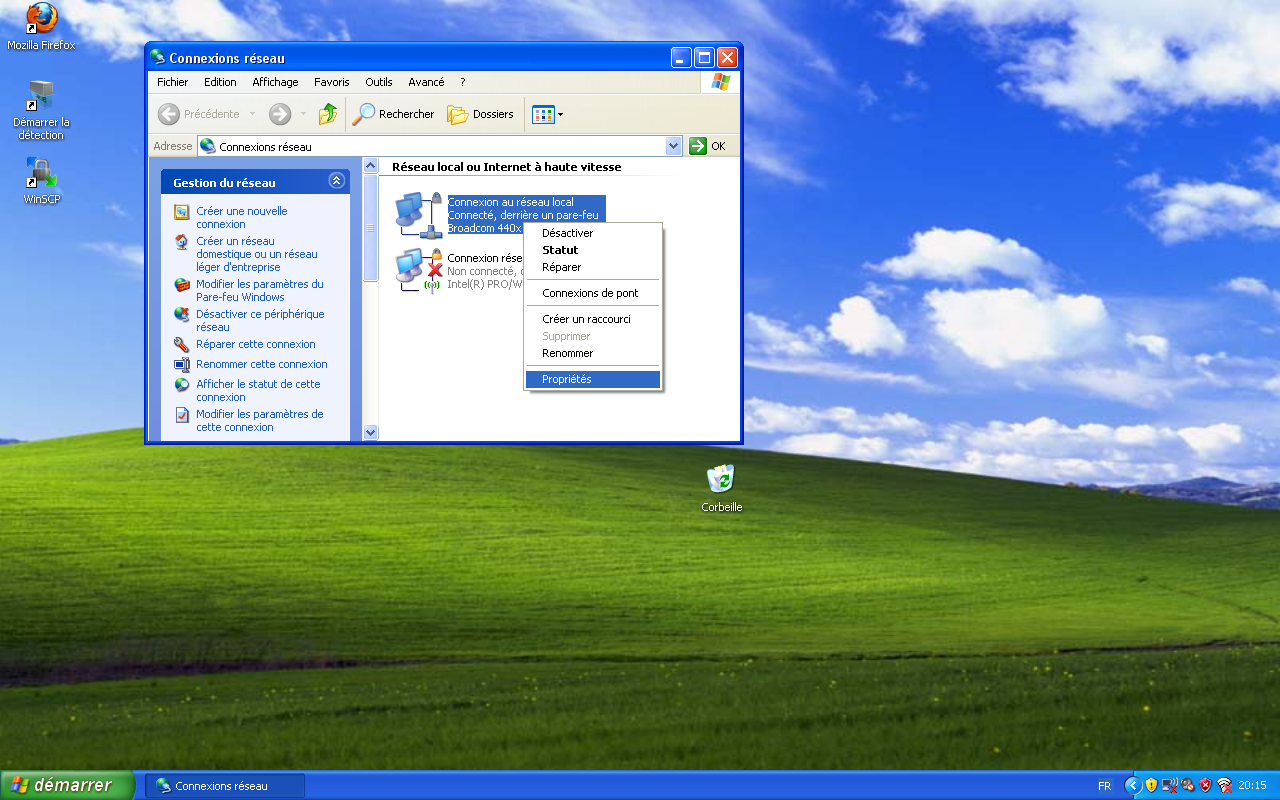 Mozilla Firefox
Démarrer la
détection
WinSCP
Connexions réseau
Fichier Edition Affichage Favoris Outils Avancé ?
Précédente Rechercher Dossiers
Adresse Connexions réseau OK
Gestion du réseau
Créer une nouvelle
connexion
Créer un réseau
domestique ou un réseau
léger d'entreprise
Modifier les paramètres du
Pare-feu Windows
Désactiver ce périphérique
réseau
Réparer cette connexion
Renommer cette connexion
Afficher le statut de cette
connexion
Modifier les paramètres de
cette connexion
Réseau local ou Internet à haute vitesse
Connexion au réseau local
Connecté, derrière un pare-feu
Broadcom 440x
Connexion rése
Non connecté,
Intel(R) PRO/W
Désactiver
Statut
Réparer
Connexions de pont
Créer un raccourci
Supprimer
Renommer
Propriétés
Corbeille
démarrer
Connexions réseau
FR
20:15